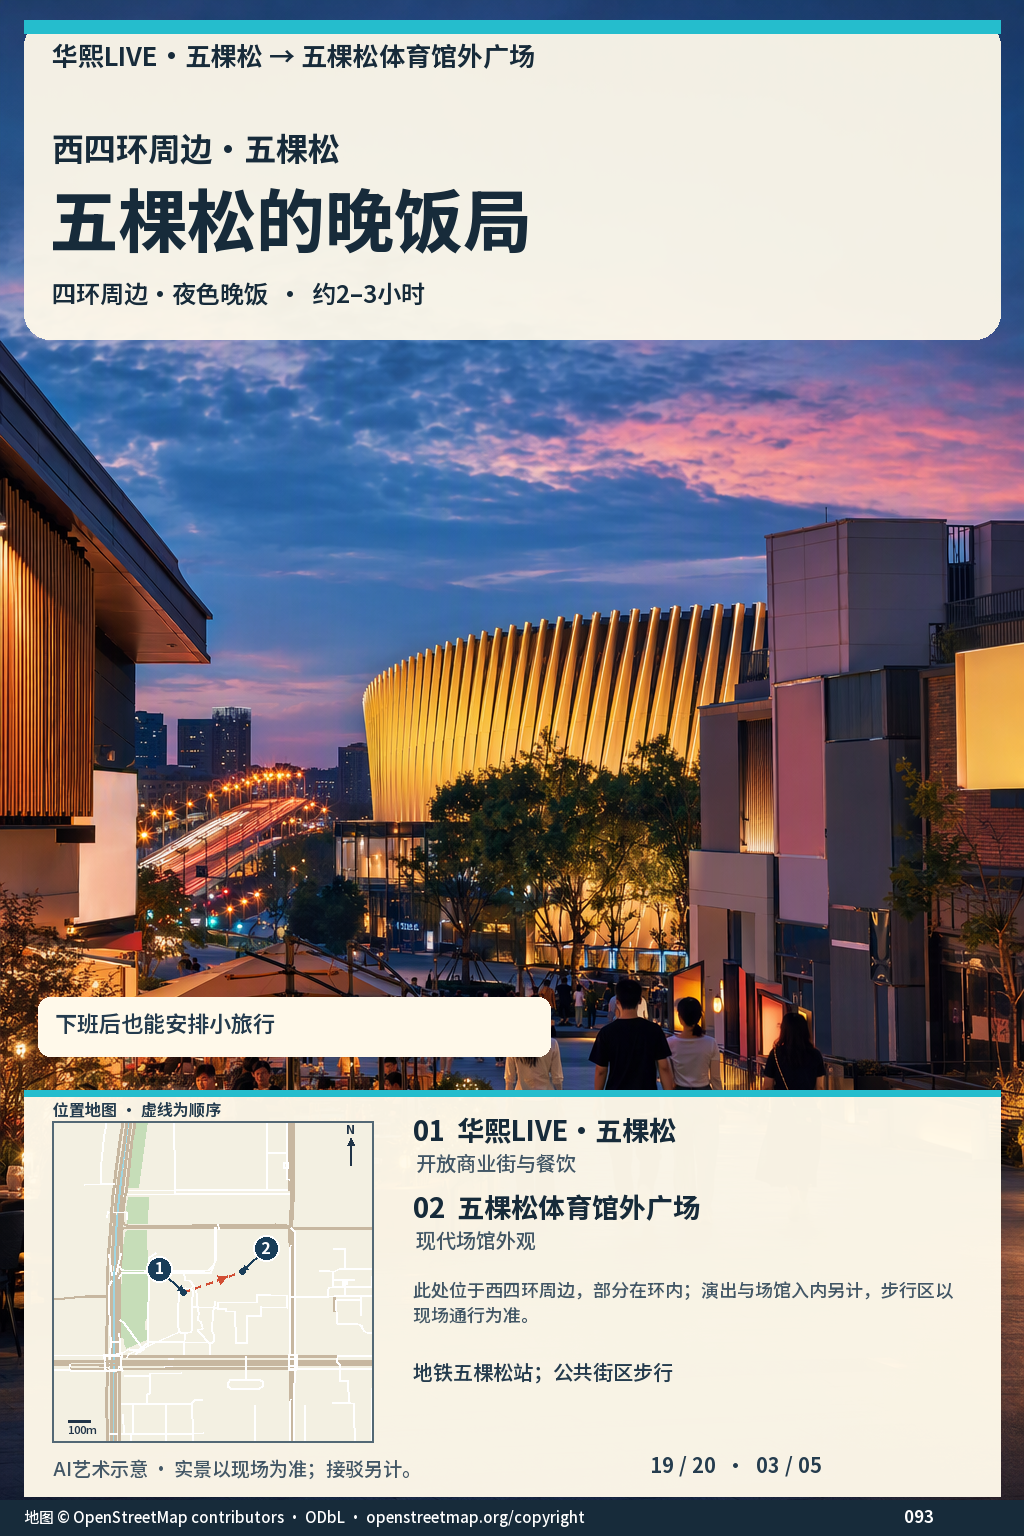 华熙LIVE・五棵松 → 五棵松体育馆外广场
西四环周边・五棵松
五棵松的晚饭局
四环周边・夜色晚饭 ・ 约2–3小时
下班后也能安排小旅行
位置地图 ・ 虚线为顺序
N
1
2
100m
01 华熙LIVE・五棵松
开放商业街与餐饮
02 五棵松体育馆外广场
现代场馆外观
此处位于西四环周边，部分在环内；演出与场馆入内另计，步行区以
现场通行为准。
地铁五棵松站；公共街区步行
AI艺术示意 ・ 实景以现场为准；接驳另计。
19 / 20 ・ 03 / 05
地图 © OpenStreetMap contributors ・ ODbL ・ openstreetmap.org/copyright
093